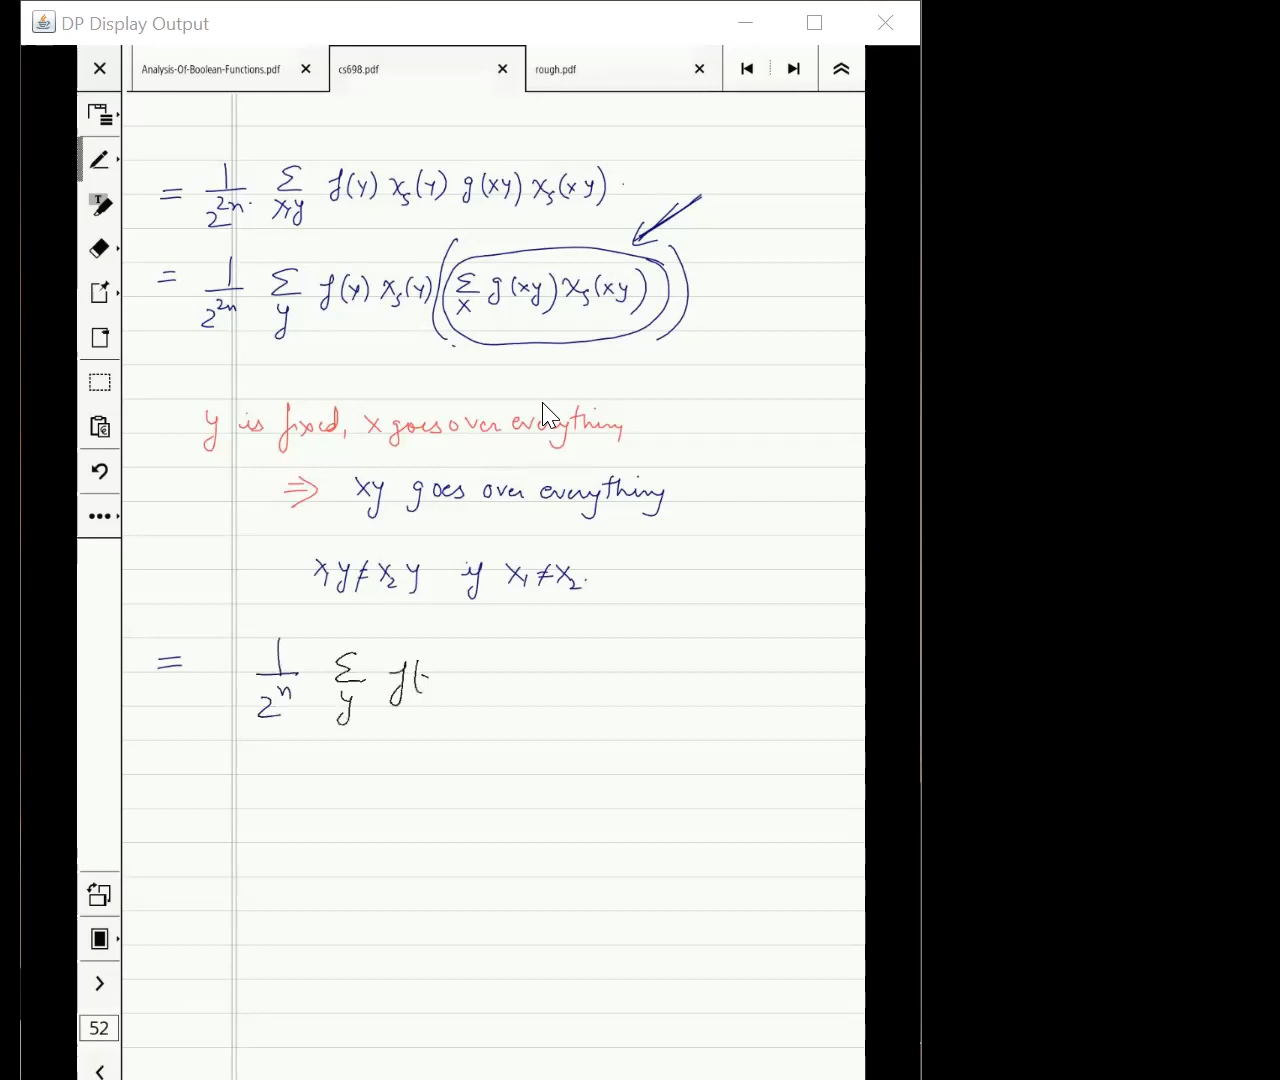 DP Display Output
Analysis-Of-Boolean-Functions.pdf
cs698.pdf
rough.pdf
= 1/2^{2n} Σ_{x,y} f(y) χ_S(y) g(xy) χ_S(xy).
= 1/2^{2n} Σ_y f(y) χ_S(y) (Σ_x g(xy) χ_S(xy))
y is fixed, x goes over everything
⇒ xy goes over everything
x₁y ≠ x₂y if x₁ ≠ x₂.
= 1/2^n Σ_y f(
52